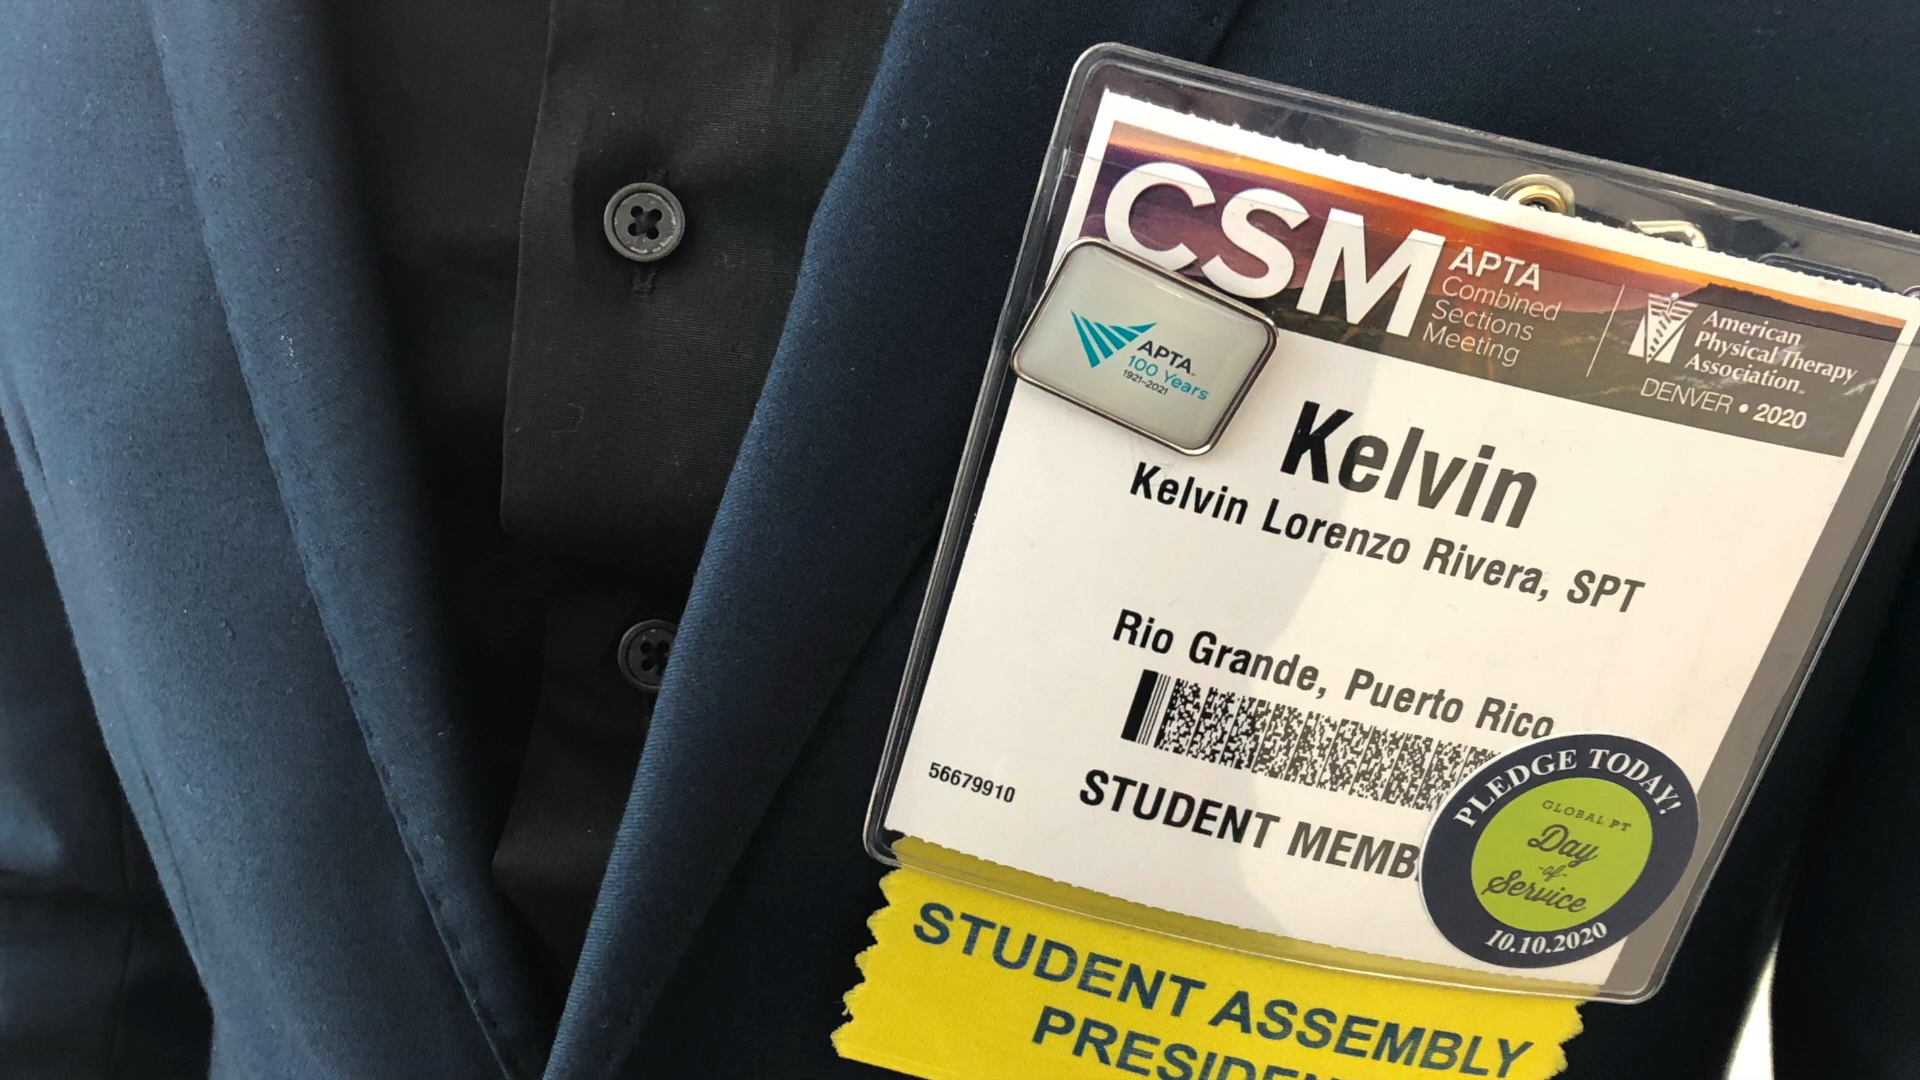 CSM
APTA
Combined
Sections
Meeting
American
Physical Therapy
Association
DENVER • 2020
APTA
100 Years
1921-2021
Kelvin
Kelvin Lorenzo Rivera, SPT
Rio Grande, Puerto Rico
56679910
STUDENT MEMB
PLEDGE TODAY!
GLOBAL PT
Day
-of-
Service
10.10.2020
STUDENT ASSEMBLY
PRESIDEN